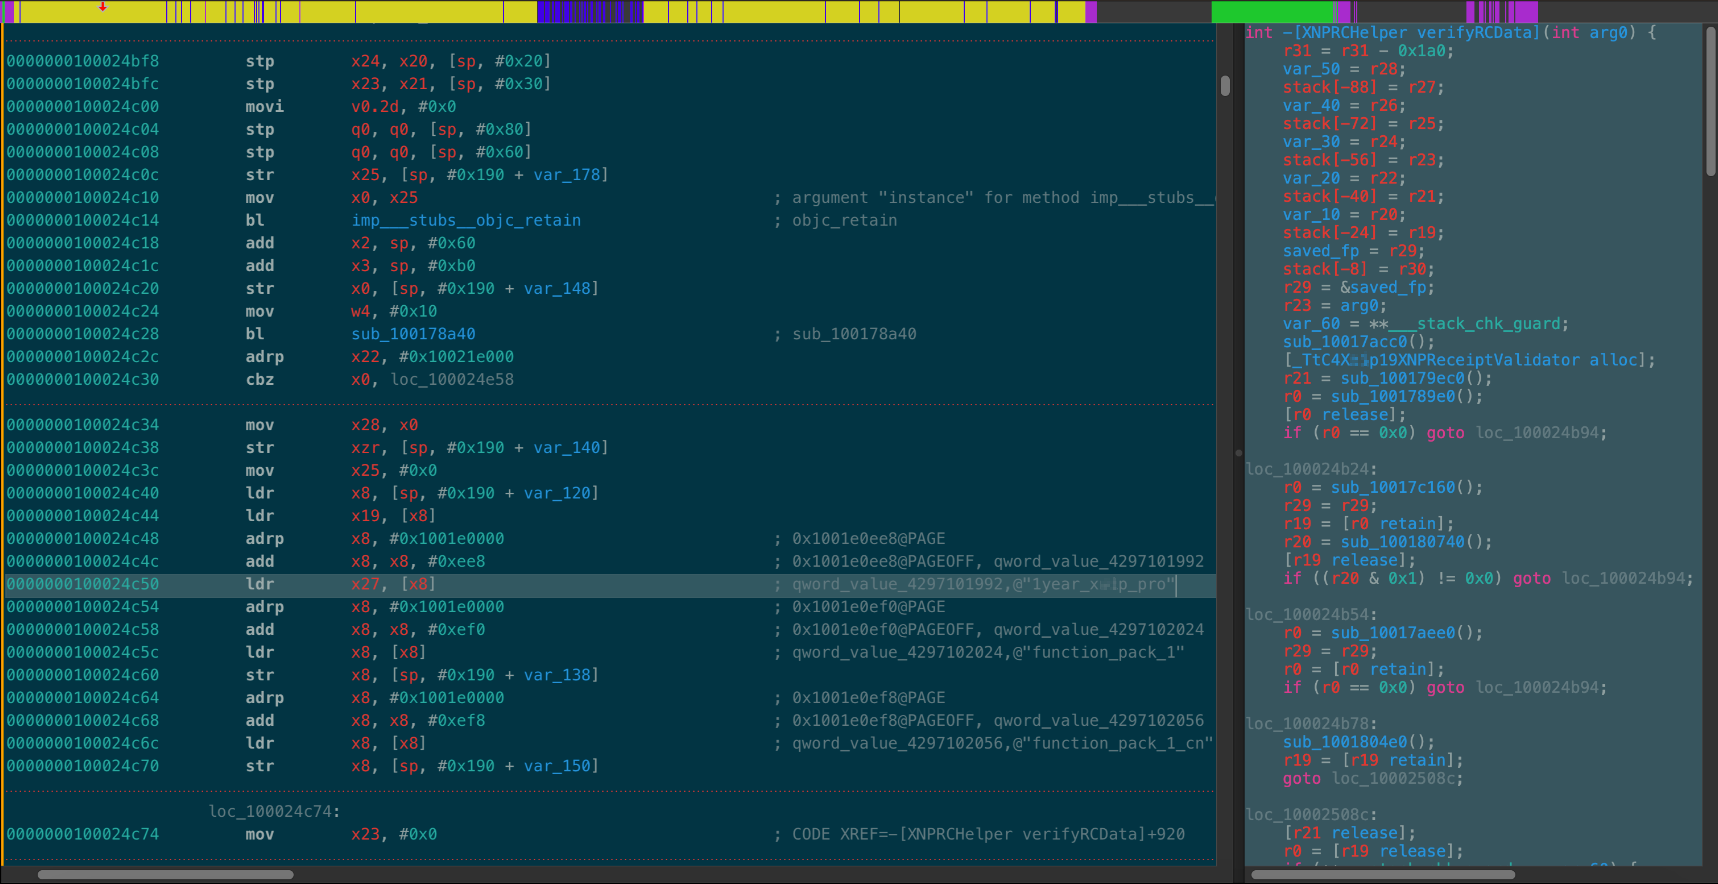 0000000100024bf8 stp x24, x20, [sp, #0x20]
0000000100024bfc stp x23, x21, [sp, #0x30]
0000000100024c00 movi v0.2d, #0x0
0000000100024c04 stp q0, q0, [sp, #0x80]
0000000100024c08 stp q0, q0, [sp, #0x60]
0000000100024c0c str x25, [sp, #0x190 + var_178]
0000000100024c10 mov x0, x25 ; argument "instance" for method imp___stubs__
0000000100024c14 bl imp___stubs__objc_retain ; objc_retain
0000000100024c18 add x2, sp, #0x60
0000000100024c1c add x3, sp, #0xb0
0000000100024c20 str x0, [sp, #0x190 + var_148]
0000000100024c24 mov w4, #0x10
0000000100024c28 bl sub_100178a40 ; sub_100178a40
0000000100024c2c adrp x22, #0x10021e000
0000000100024c30 cbz x0, loc_100024e58
0000000100024c34 mov x28, x0
0000000100024c38 str xzr, [sp, #0x190 + var_140]
0000000100024c3c mov x25, #0x0
0000000100024c40 ldr x8, [sp, #0x190 + var_120]
0000000100024c44 ldr x19, [x8]
0000000100024c48 adrp x8, #0x1001e0000 ; 0x1001e0ee8@PAGE
0000000100024c4c add x8, x8, #0xee8 ; 0x1001e0ee8@PAGEOFF, qword_value_4297101992
0000000100024c50 ldr x27, [x8] ; qword_value_4297101992,@"1year_x ip_pro"
0000000100024c54 adrp x8, #0x1001e0000 ; 0x1001e0ef0@PAGE
0000000100024c58 add x8, x8, #0xef0 ; 0x1001e0ef0@PAGEOFF, qword_value_4297102024
0000000100024c5c ldr x8, [x8] ; qword_value_4297102024,@"function_pack_1"
0000000100024c60 str x8, [sp, #0x190 + var_138]
0000000100024c64 adrp x8, #0x1001e0000 ; 0x1001e0ef8@PAGE
0000000100024c68 add x8, x8, #0xef8 ; 0x1001e0ef8@PAGEOFF, qword_value_4297102056
0000000100024c6c ldr x8, [x8] ; qword_value_4297102056,@"function_pack_1_cn"
0000000100024c70 str x8, [sp, #0x190 + var_150]
loc_100024c74:
0000000100024c74 mov x23, #0x0 ; CODE XREF=-[XNPRCHelper verifyRCData]+920
int -[XNPRCHelper verifyRCData](int arg0) {
r31 = r31 - 0x1a0;
var_50 = r28;
stack[-88] = r27;
var_40 = r26;
stack[-72] = r25;
var_30 = r24;
stack[-56] = r23;
var_20 = r22;
stack[-40] = r21;
var_10 = r20;
stack[-24] = r19;
saved_fp = r29;
stack[-8] = r30;
r29 = &saved_fp;
r23 = arg0;
var_60 = **___stack_chk_guard;
sub_10017acc0();
[_TtC4X p19XNPReceiptValidator alloc];
r21 = sub_100179ec0();
r0 = sub_1001789e0();
[r0 release];
if (r0 == 0x0) goto loc_100024b94;
loc_100024b24:
r0 = sub_10017c160();
r29 = r29;
r19 = [r0 retain];
r20 = sub_100180740();
[r19 release];
if ((r20 & 0x1) != 0x0) goto loc_100024b94;
loc_100024b54:
r0 = sub_10017aee0();
r29 = r29;
r0 = [r0 retain];
if (r0 == 0x0) goto loc_100024b94;
loc_100024b78:
sub_1001804e0();
r19 = [r19 retain];
goto loc_10002508c;
loc_10002508c:
[r21 release];
r0 = [r19 release];